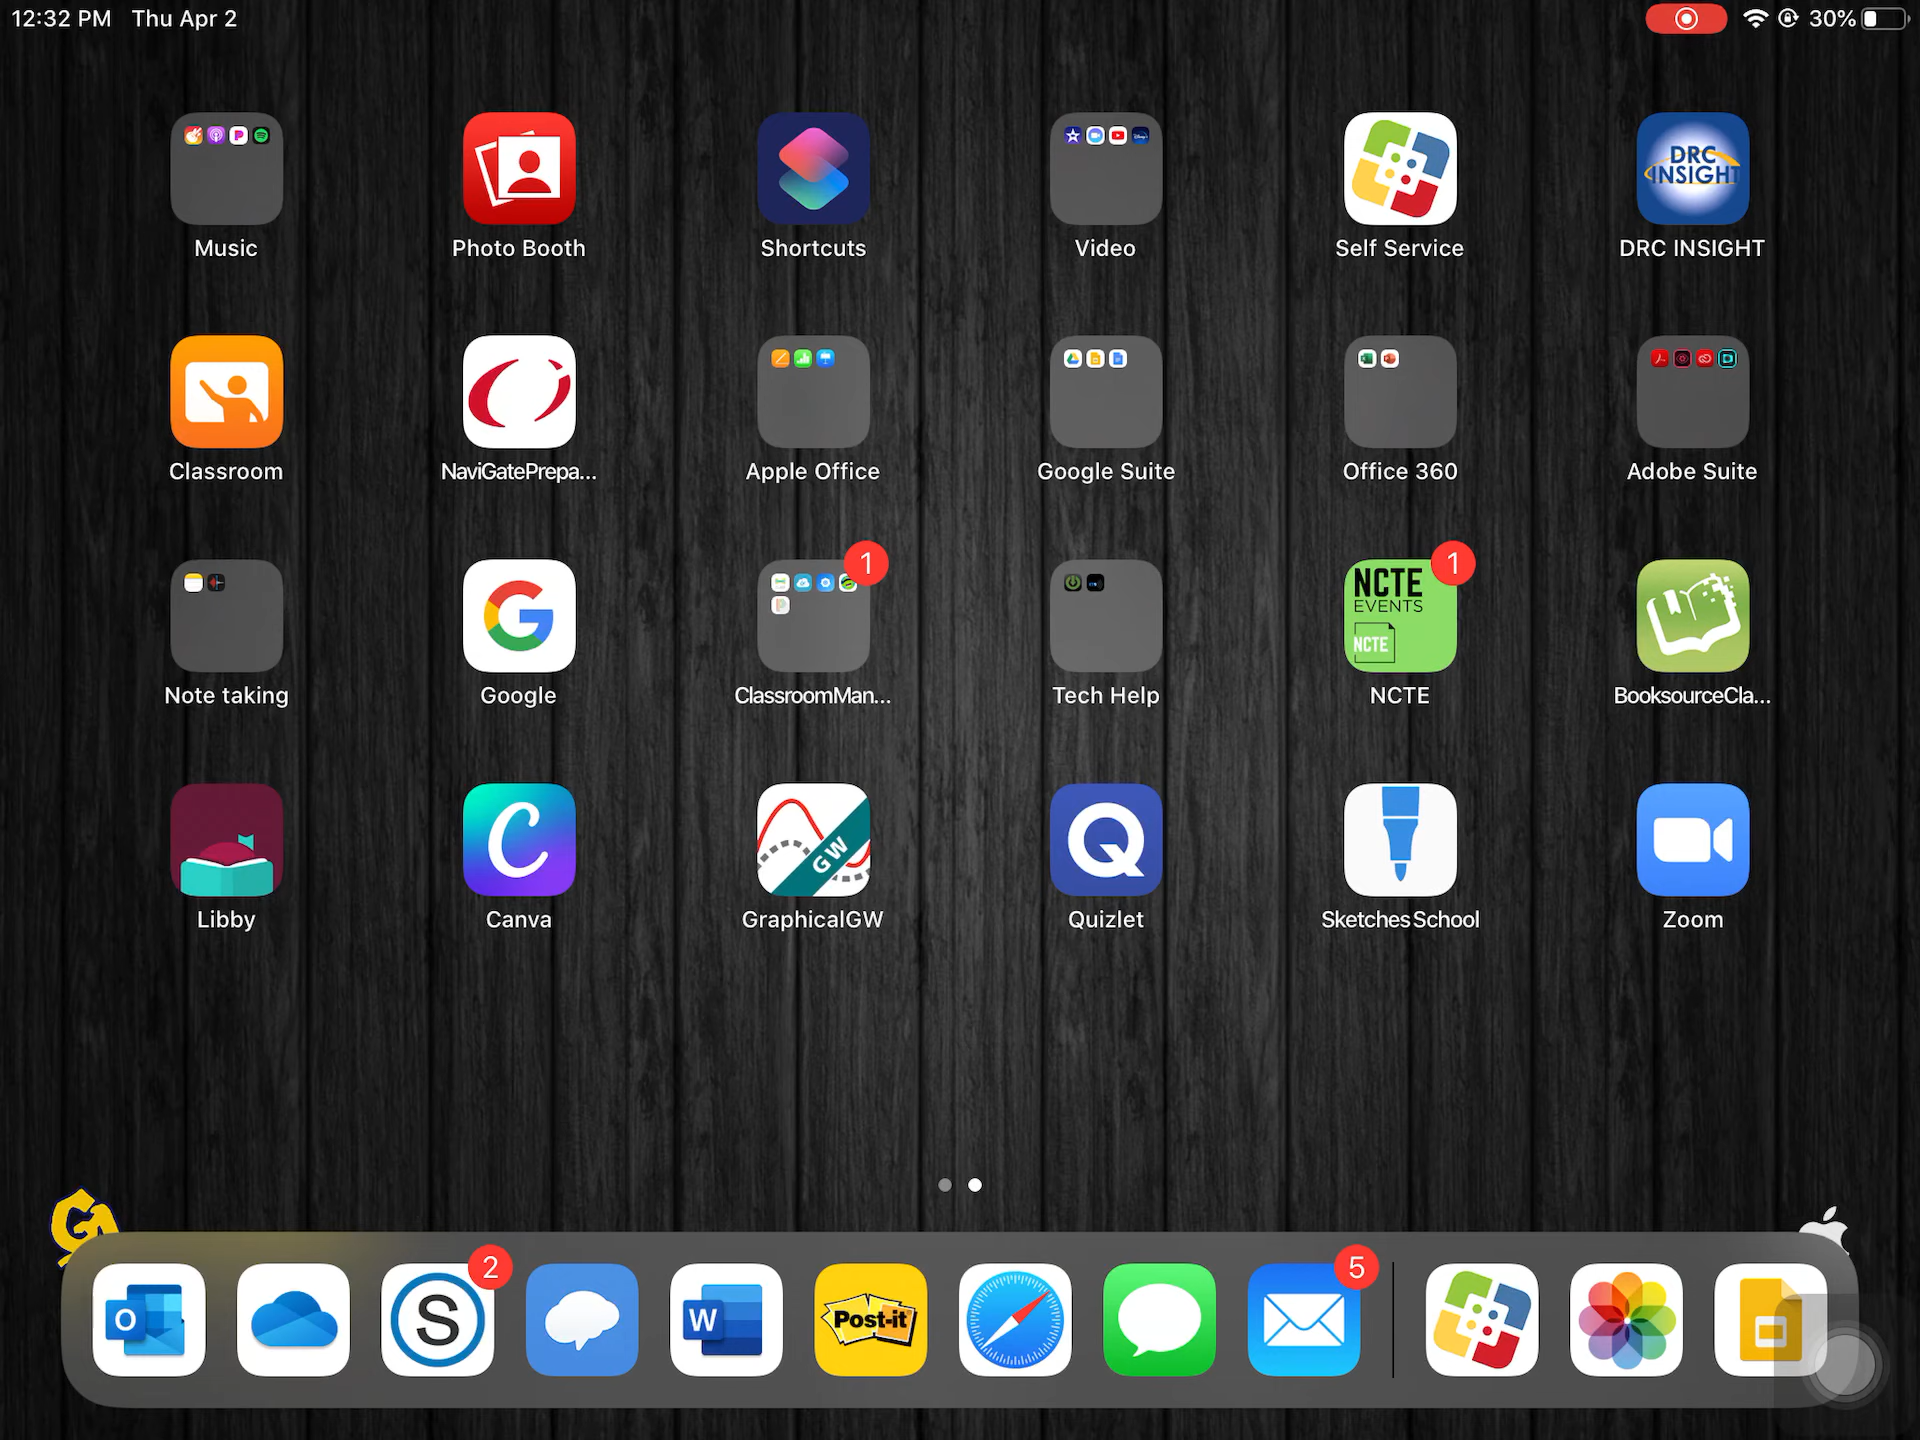 12:32 PM Thu Apr 2
30%
DRC
INSIGHT
Music
Photo Booth
Shortcuts
Video
Self Service
DRC INSIGHT
Classroom
NaviGatePrepa...
Apple Office
Google Suite
Office 360
Adobe Suite
1
1
NCTE
EVENTS
NCTE
Note taking
Google
ClassroomMan...
Tech Help
NCTE
BooksourceCla...
C
GW
Q
Libby
Canva
GraphicalGW
Quizlet
Sketches School
Zoom
GA
2
5
O
S
W
Post-it